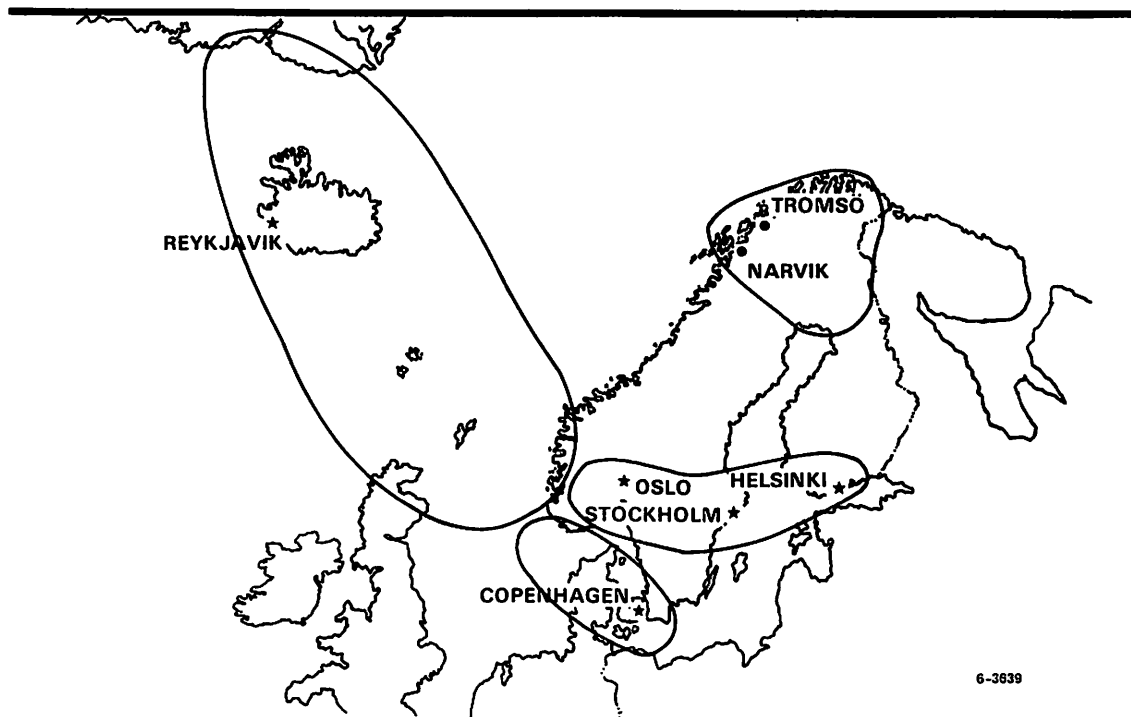 TROMSÖ
REYKJAVIK
NARVIK
HELSINKI
OSLO
STOCKHOLM
COPENHAGEN
6-3639